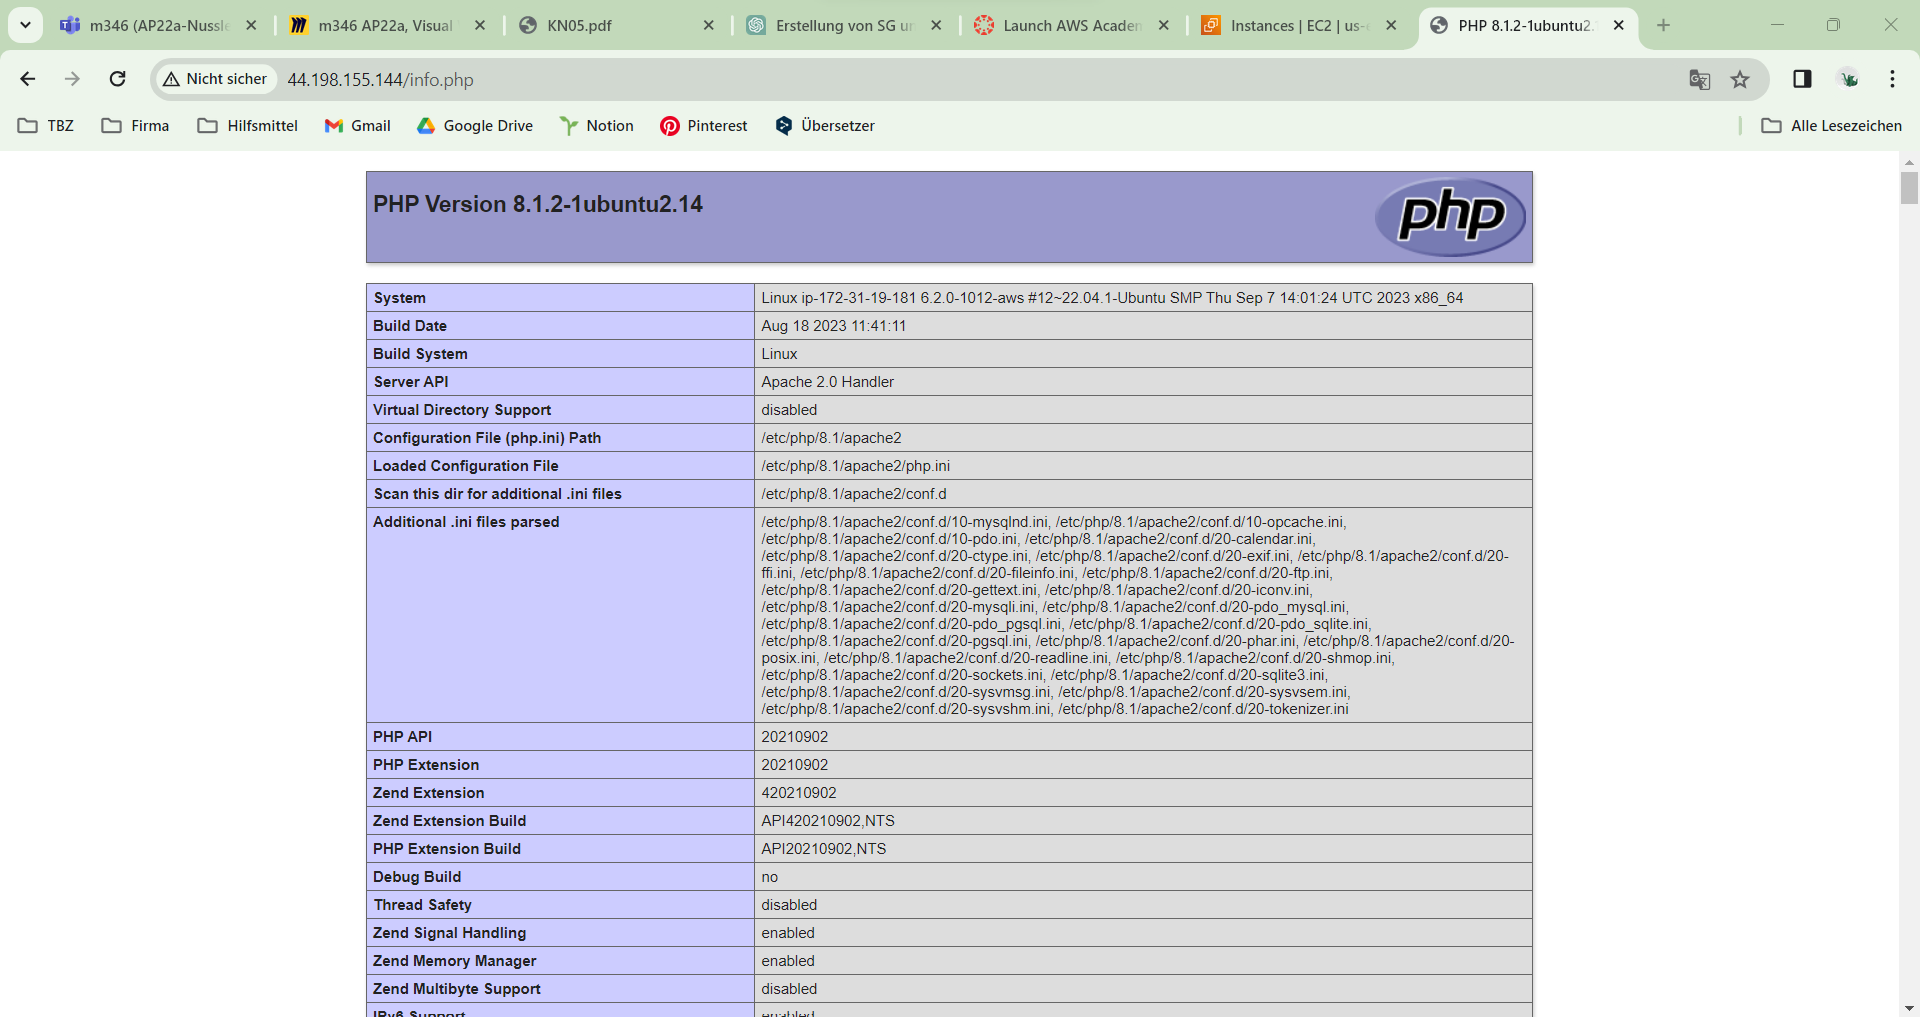 m346 (AP22a-Nussle
m346 AP22a, Visual
KN05.pdf
Erstellung von SG un
Launch AWS Academ
Instances | EC2 | us-e
PHP 8.1.2-1ubuntu2.
Nicht sicher
44.198.155.144/info.php
TBZ
Firma
Hilfsmittel
Gmail
Google Drive
Notion
Pinterest
Übersetzer
Alle Lesezeichen
PHP Version 8.1.2-1ubuntu2.14
php
System
Linux ip-172-31-19-181 6.2.0-1012-aws #12~22.04.1-Ubuntu SMP Thu Sep 7 14:01:24 UTC 2023 x86_64
Build Date
Aug 18 2023 11:41:11
Build System
Linux
Server API
Apache 2.0 Handler
Virtual Directory Support
disabled
Configuration File (php.ini) Path
/etc/php/8.1/apache2
Loaded Configuration File
/etc/php/8.1/apache2/php.ini
Scan this dir for additional .ini files
/etc/php/8.1/apache2/conf.d
Additional .ini files parsed
/etc/php/8.1/apache2/conf.d/10-mysqlnd.ini, /etc/php/8.1/apache2/conf.d/10-opcache.ini,
/etc/php/8.1/apache2/conf.d/10-pdo.ini, /etc/php/8.1/apache2/conf.d/20-calendar.ini,
/etc/php/8.1/apache2/conf.d/20-ctype.ini, /etc/php/8.1/apache2/conf.d/20-exif.ini, /etc/php/8.1/apache2/conf.d/20-
ffi.ini, /etc/php/8.1/apache2/conf.d/20-fileinfo.ini, /etc/php/8.1/apache2/conf.d/20-ftp.ini,
/etc/php/8.1/apache2/conf.d/20-gettext.ini, /etc/php/8.1/apache2/conf.d/20-iconv.ini,
/etc/php/8.1/apache2/conf.d/20-mysqli.ini, /etc/php/8.1/apache2/conf.d/20-pdo_mysql.ini,
/etc/php/8.1/apache2/conf.d/20-pdo_pgsql.ini, /etc/php/8.1/apache2/conf.d/20-pdo_sqlite.ini,
/etc/php/8.1/apache2/conf.d/20-pgsql.ini, /etc/php/8.1/apache2/conf.d/20-phar.ini, /etc/php/8.1/apache2/conf.d/20-
posix.ini, /etc/php/8.1/apache2/conf.d/20-readline.ini, /etc/php/8.1/apache2/conf.d/20-shmop.ini,
/etc/php/8.1/apache2/conf.d/20-sockets.ini, /etc/php/8.1/apache2/conf.d/20-sqlite3.ini,
/etc/php/8.1/apache2/conf.d/20-sysvmsg.ini, /etc/php/8.1/apache2/conf.d/20-sysvsem.ini,
/etc/php/8.1/apache2/conf.d/20-sysvshm.ini, /etc/php/8.1/apache2/conf.d/20-tokenizer.ini
PHP API
20210902
PHP Extension
20210902
Zend Extension
420210902
Zend Extension Build
API420210902,NTS
PHP Extension Build
API20210902,NTS
Debug Build
no
Thread Safety
disabled
Zend Signal Handling
enabled
Zend Memory Manager
enabled
Zend Multibyte Support
disabled
IPv6 Support
enabled